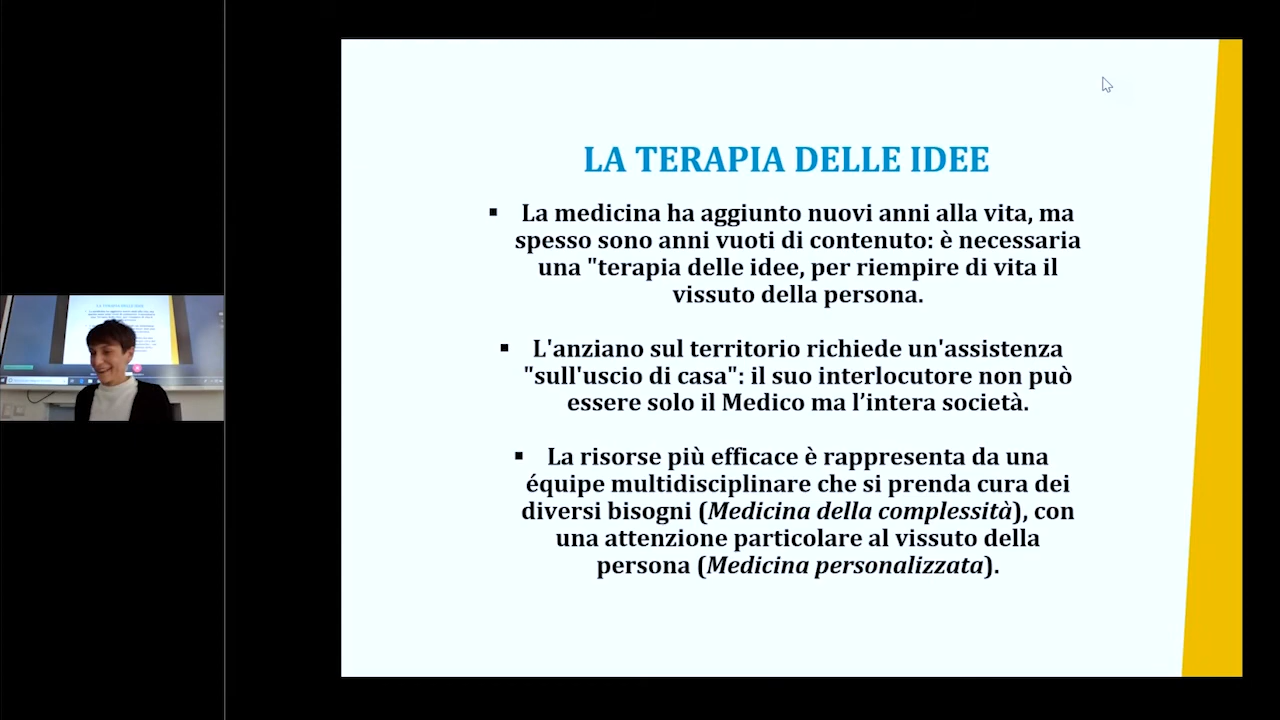 LA TERAPIA DELLE IDEE
▪ La medicina ha aggiunto nuovi anni alla vita, ma
spesso sono anni vuoti di contenuto: è necessaria
una "terapia delle idee, per riempire di vita il
vissuto della persona.
▪ L'anziano sul territorio richiede un'assistenza
"sull'uscio di casa": il suo interlocutore non può
essere solo il Medico ma l’intera società.
▪ La risorse più efficace è rappresenta da una
équipe multidisciplinare che si prenda cura dei
diversi bisogni (Medicina della complessità), con
una attenzione particolare al vissuto della
persona (Medicina personalizzata).